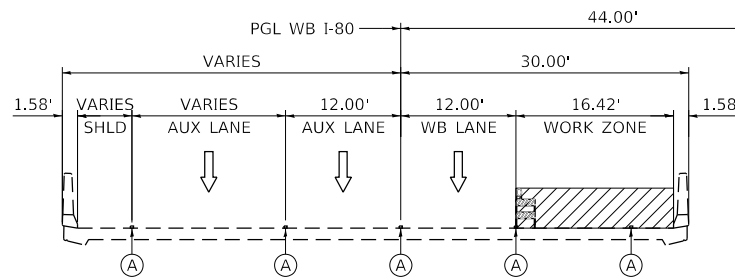 44.00'
PGL WB I-80
VARIES 30.00'
1.58' VARIES VARIES 12.00' 12.00' 16.42' 1.58'
SHLD AUX LANE AUX LANE WB LANE WORK ZONE
A A A A A